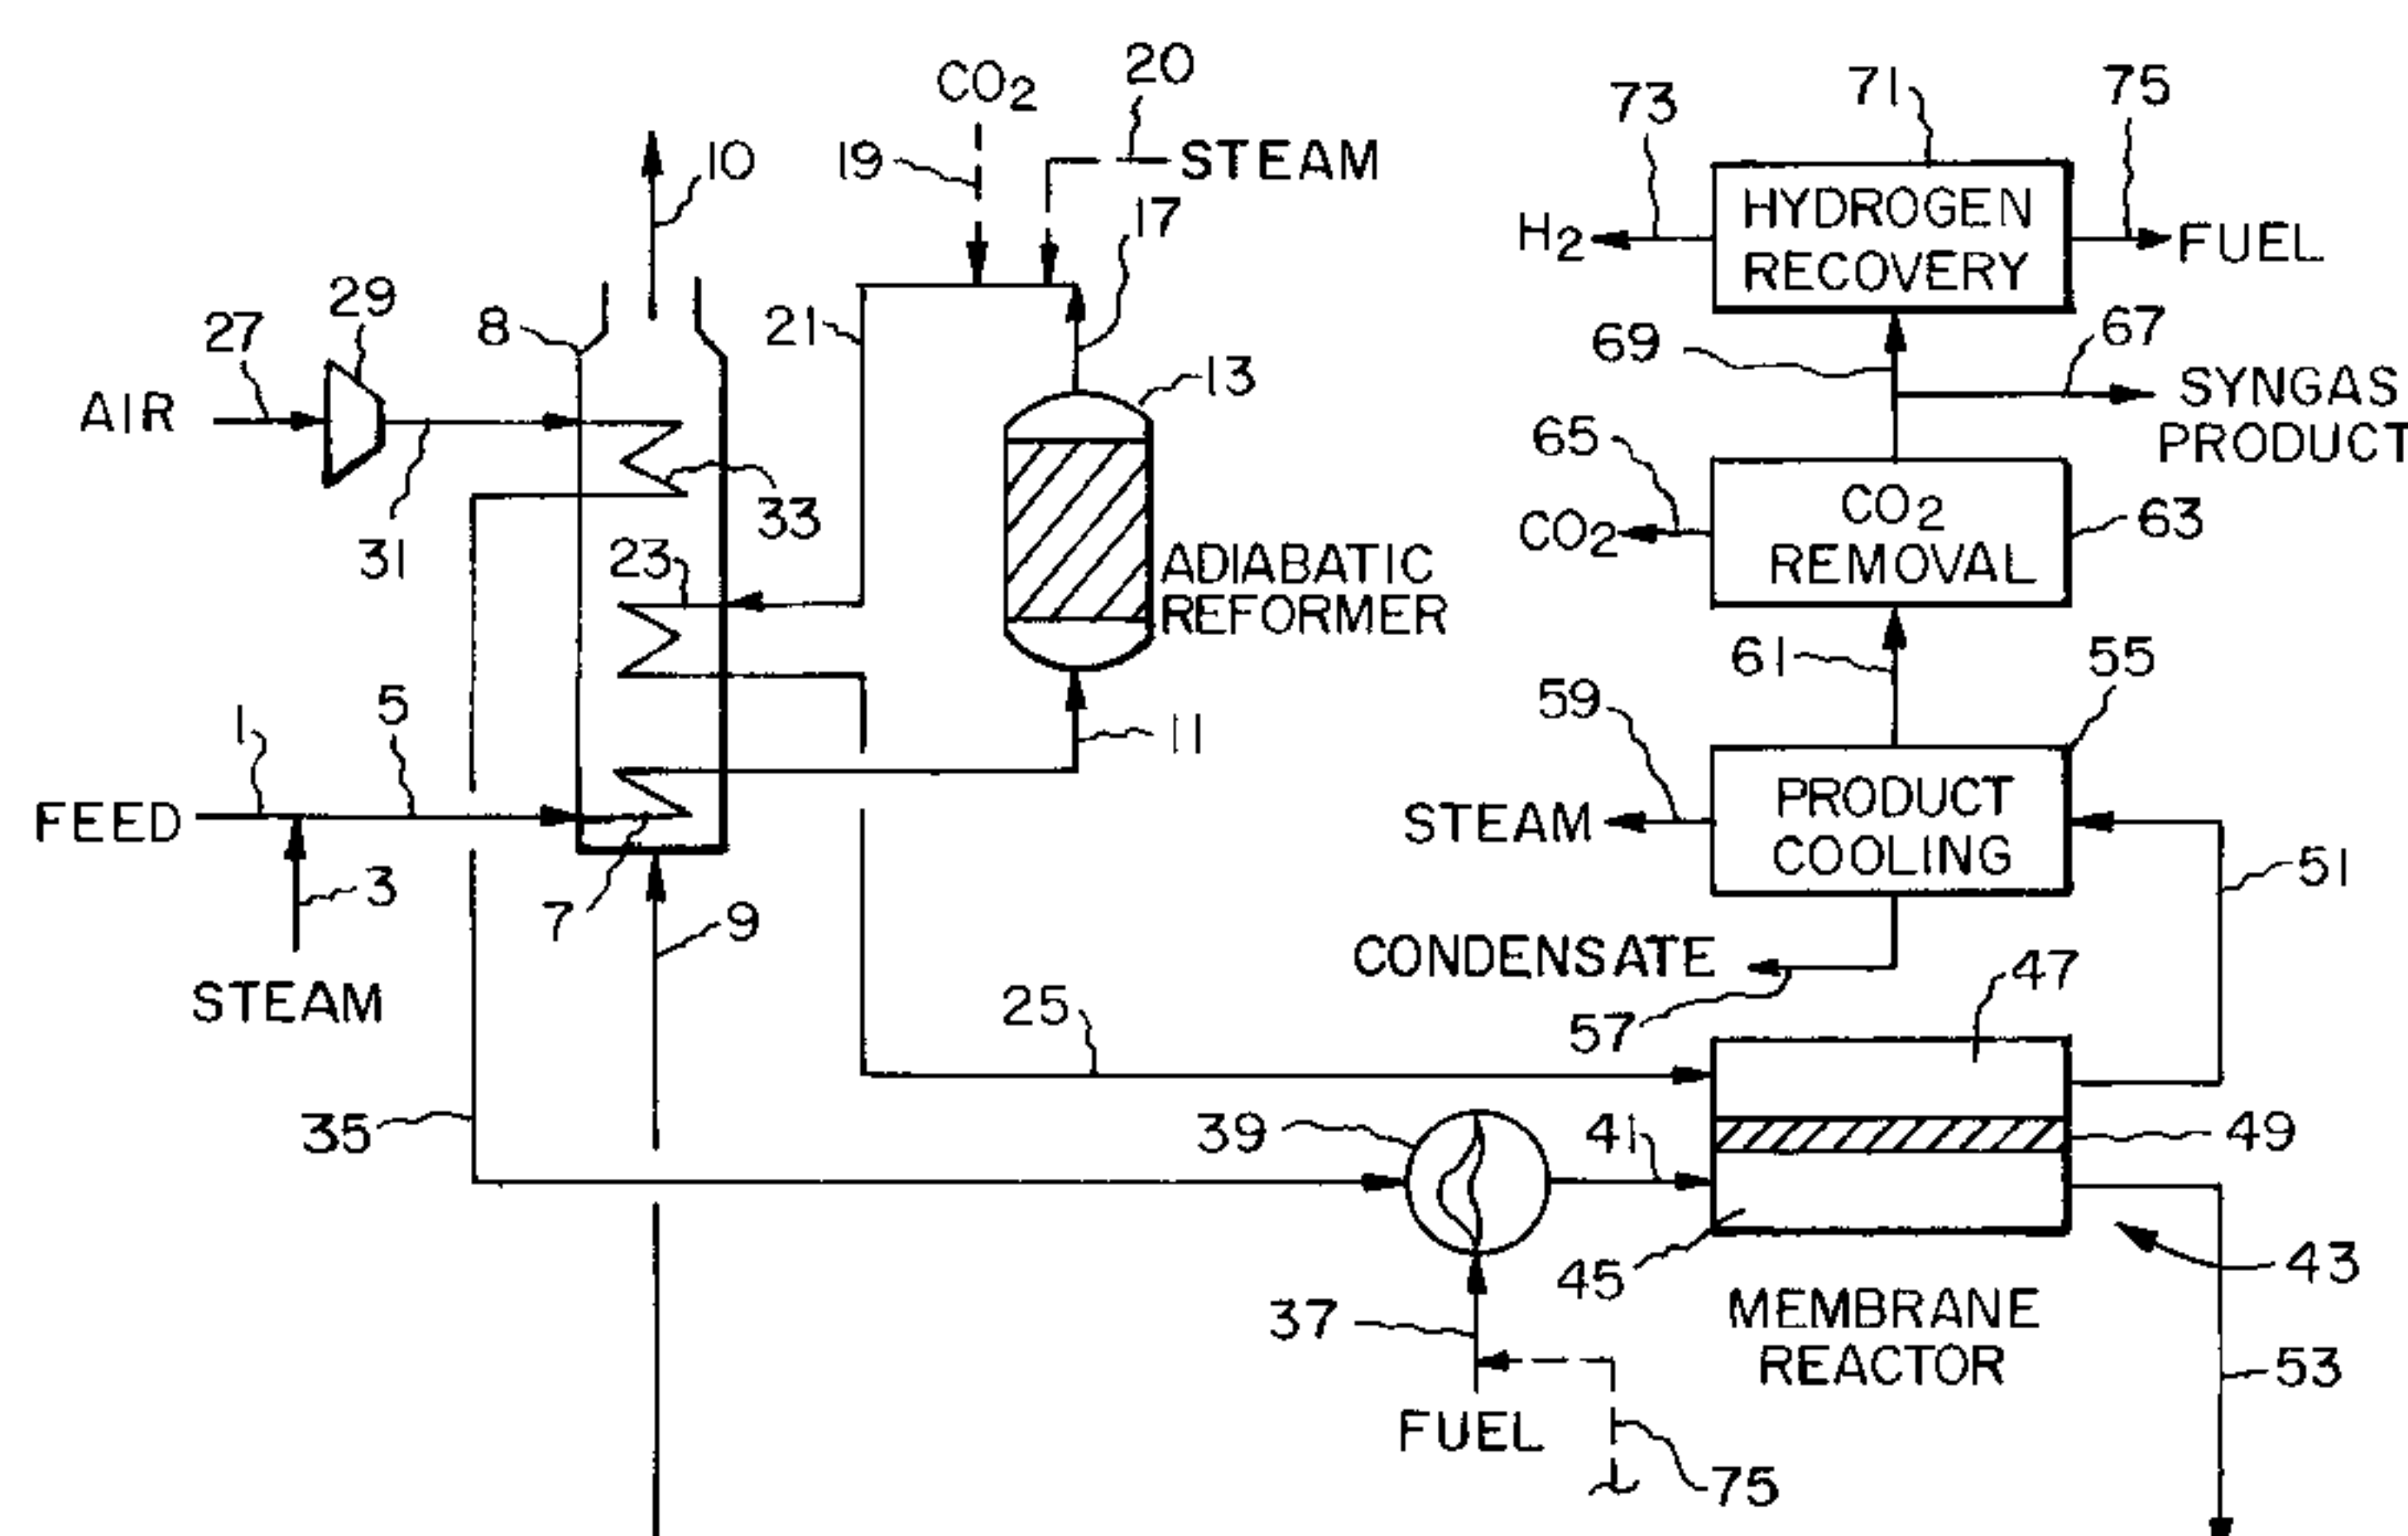 CO2
20
71
75
73
10
19
STEAM
17
HYDROGEN
RECOVERY
H2
FUEL
29
27
8
21
69
67
13
AIR
SYNGAS
PRODUCT
65
33
CO2
REMOVAL
63
CO2
31
23
ADIABATIC
REFORMER
61
55
59
1
5
11
FEED
STEAM
PRODUCT
COOLING
51
3
7
9
CONDENSATE
47
STEAM
25
57
35
39
41
49
45
43
37
MEMBRANE
REACTOR
53
FUEL
75